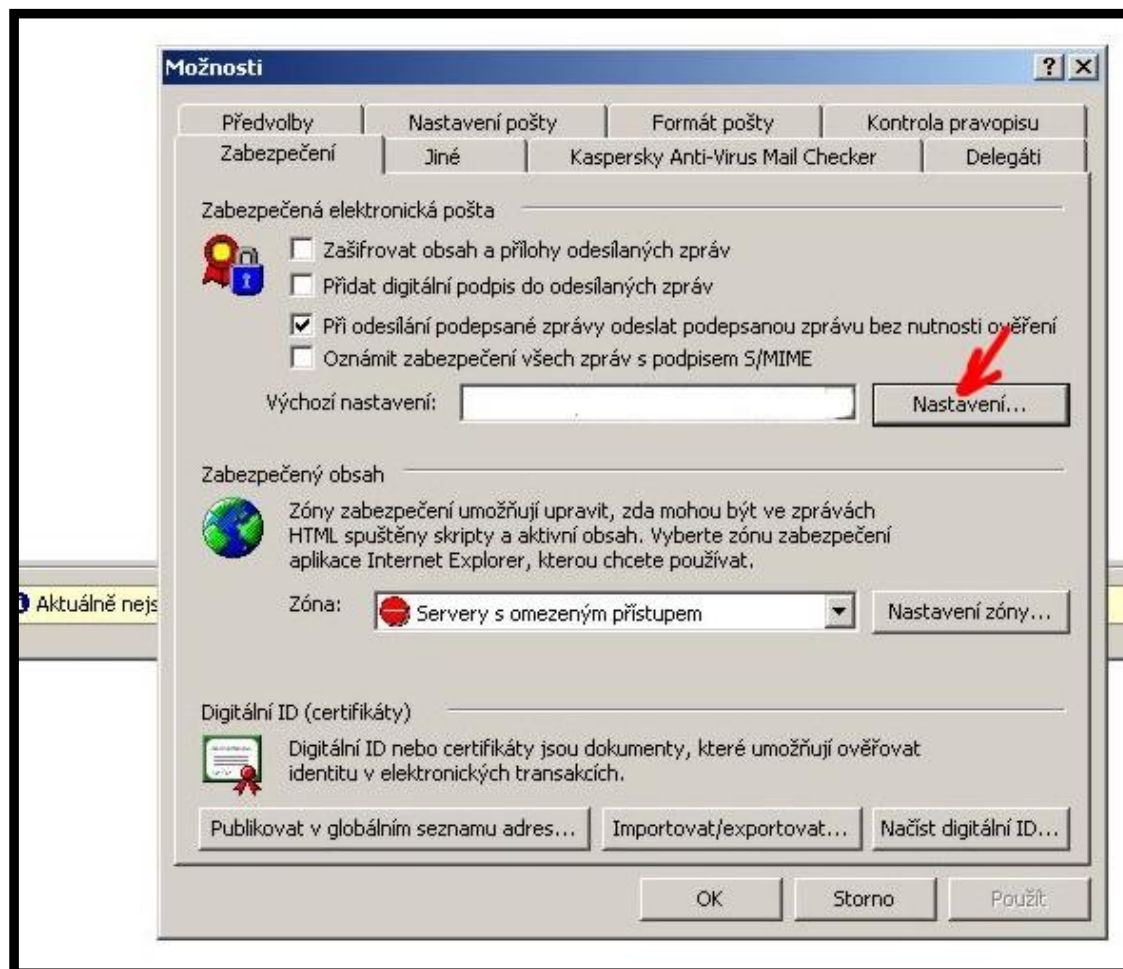 Možnosti
Předvolby Nastavení pošty Formát pošty Kontrola pravopisu
Zabezpečení Jiné Kaspersky Anti-Virus Mail Checker Delegáti
Zabezpečená elektronická pošta
Zašifrovat obsah a přílohy odesílaných zpráv
Přidat digitální podpis do odesílaných zpráv
Při odesílání podepsané zprávy odeslat podepsanou zprávu bez nutnosti ověření
Oznámit zabezpečení všech zpráv s podpisem S/MIME
Výchozí nastavení: Nastavení...
Zabezpečený obsah
Zóny zabezpečení umožňují upravit, zda mohou být ve zprávách
HTML spuštěny skripty a aktivní obsah. Vyberte zónu zabezpečení
aplikace Internet Explorer, kterou chcete používat.
Aktuálně nejs
Zóna: Servery s omezeným přístupem Nastavení zóny...
Digitální ID (certifikáty)
Digitální ID nebo certifikáty jsou dokumenty, které umožňují ověřovat
identitu v elektronických transakcích.
Publikovat v globálním seznamu adres... Importovat/exportovat... Načíst digitální ID...
OK Storno Použít